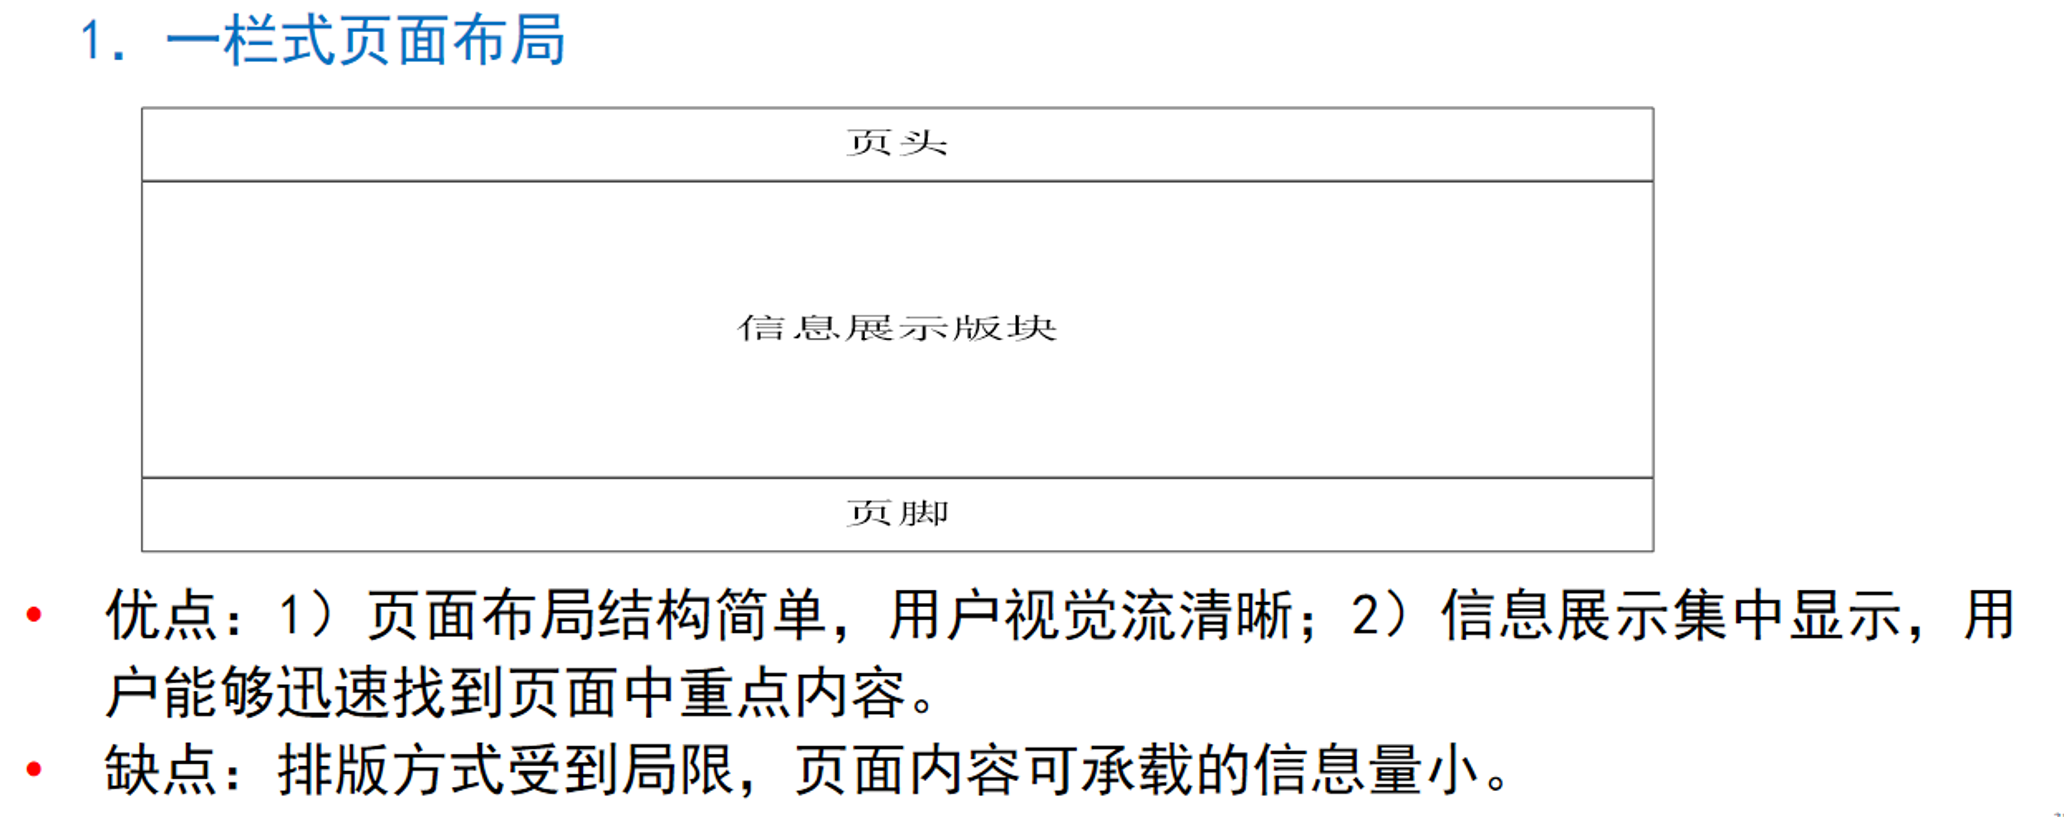 1. 一栏式页面布局
页头
信息展示版块
页脚
• 优点：1）页面布局结构简单，用户视觉流清晰；2）信息展示集中显示，用
户能够迅速找到页面中重点内容。
• 缺点：排版方式受到局限，页面内容可承载的信息量小。